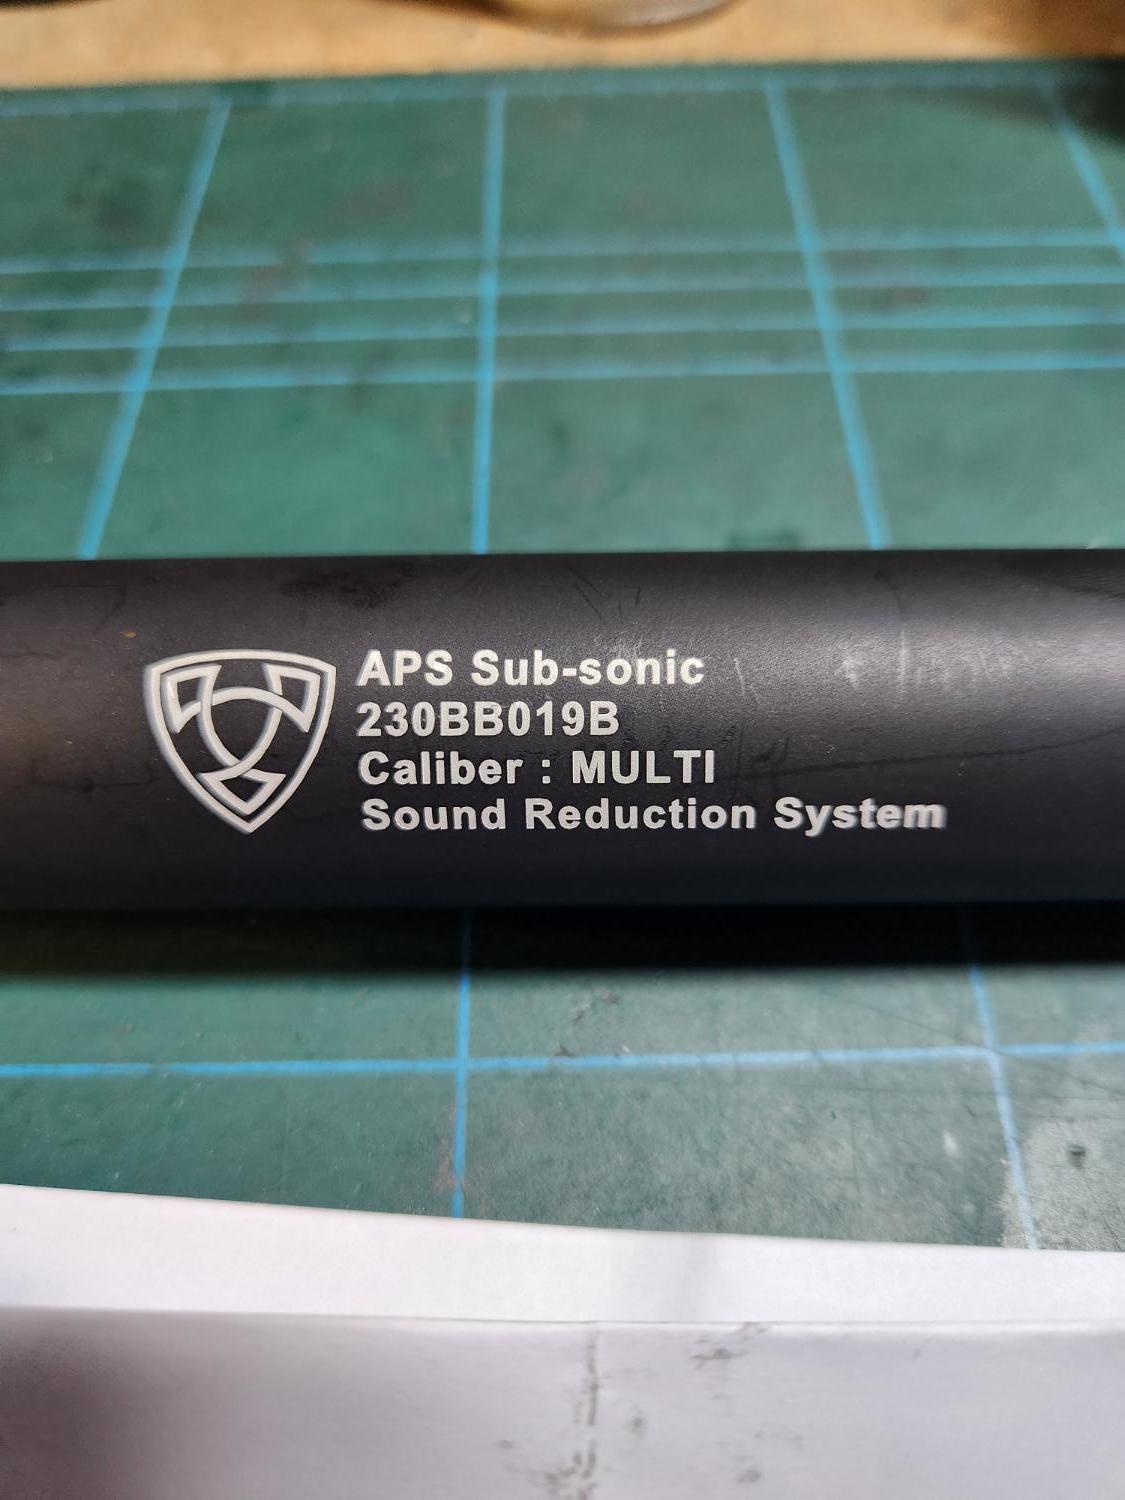 APS Sub-sonic
230BB019B
Caliber : MULTI
Sound Reduction System